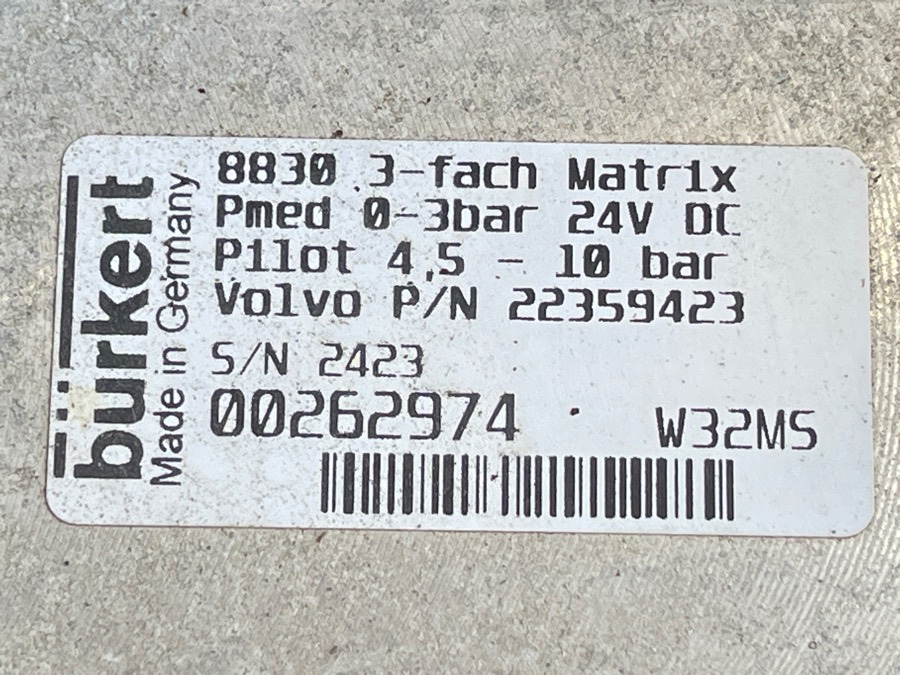 bürkert
Made in Germany
8830 3-fach Matrix
Pmed 0-3bar 24V DC
Pilot 4,5 - 10 bar
Volvo P/N 22359423
S/N 2423
00262974
W32MS